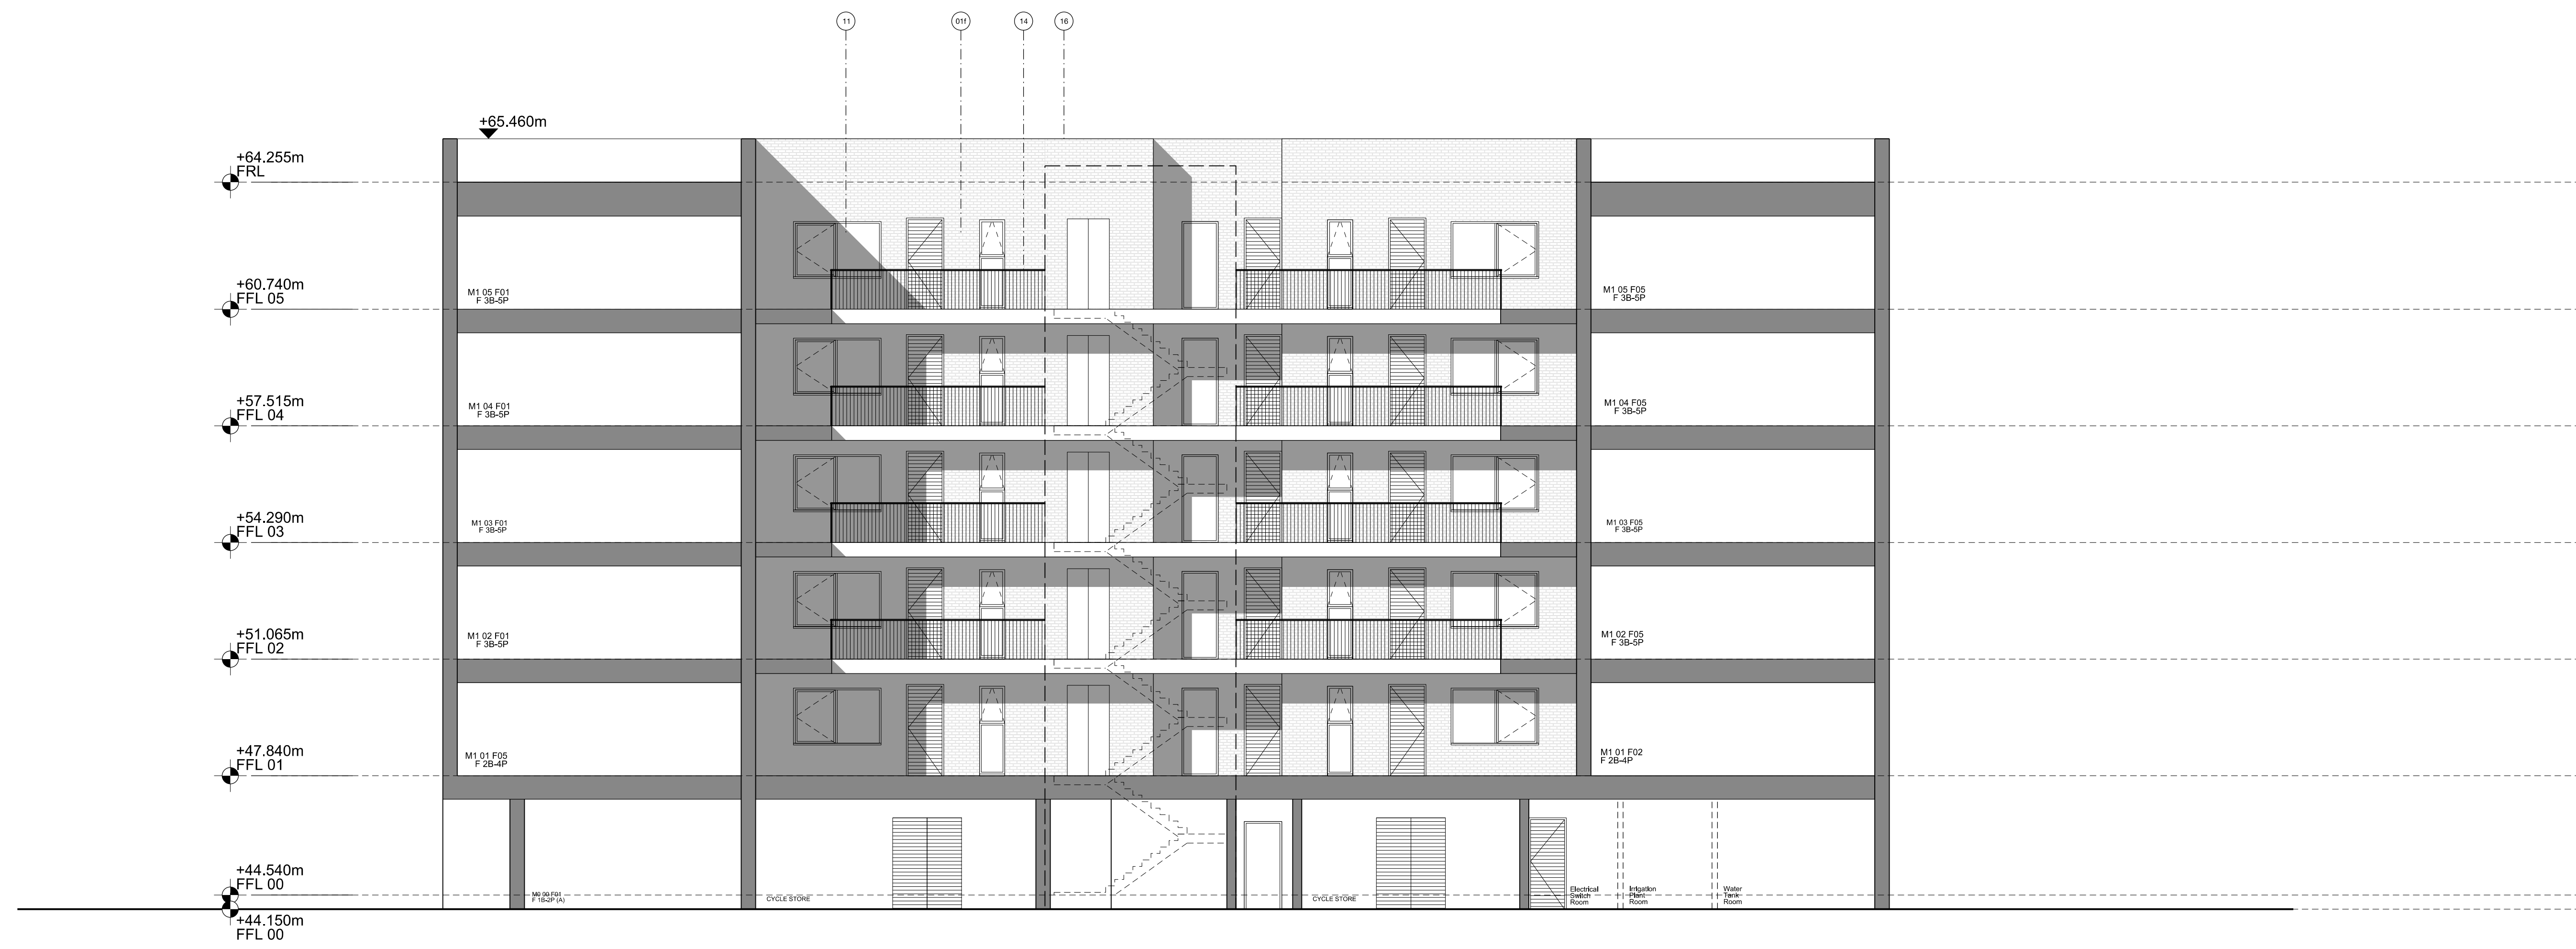 11
01f
14
16
+65.460m
+64.255m
FRL
+60.740m
FFL 05
M1 05 F01
F 3B-5P
M1 05 F05
F 3B-5P
+57.515m
FFL 04
M1 04 F01
F 3B-5P
M1 04 F05
F 3B-5P
+54.290m
FFL 03
M1 03 F01
F 3B-5P
M1 03 F05
F 3B-5P
+51.065m
FFL 02
M1 02 F01
F 3B-5P
M1 02 F05
F 3B-5P
+47.840m
FFL 01
M1 01 F05
F 2B-4P
M1 01 F02
F 2B-4P
+44.540m
FFL 00
M0 00 F01
F 1B-2P (A)
CYCLE STORE
CYCLE STORE
Electrical
Switch
Room
Irrigation
Plant
Room
Water
Tank
Room
+44.150m
FFL 00